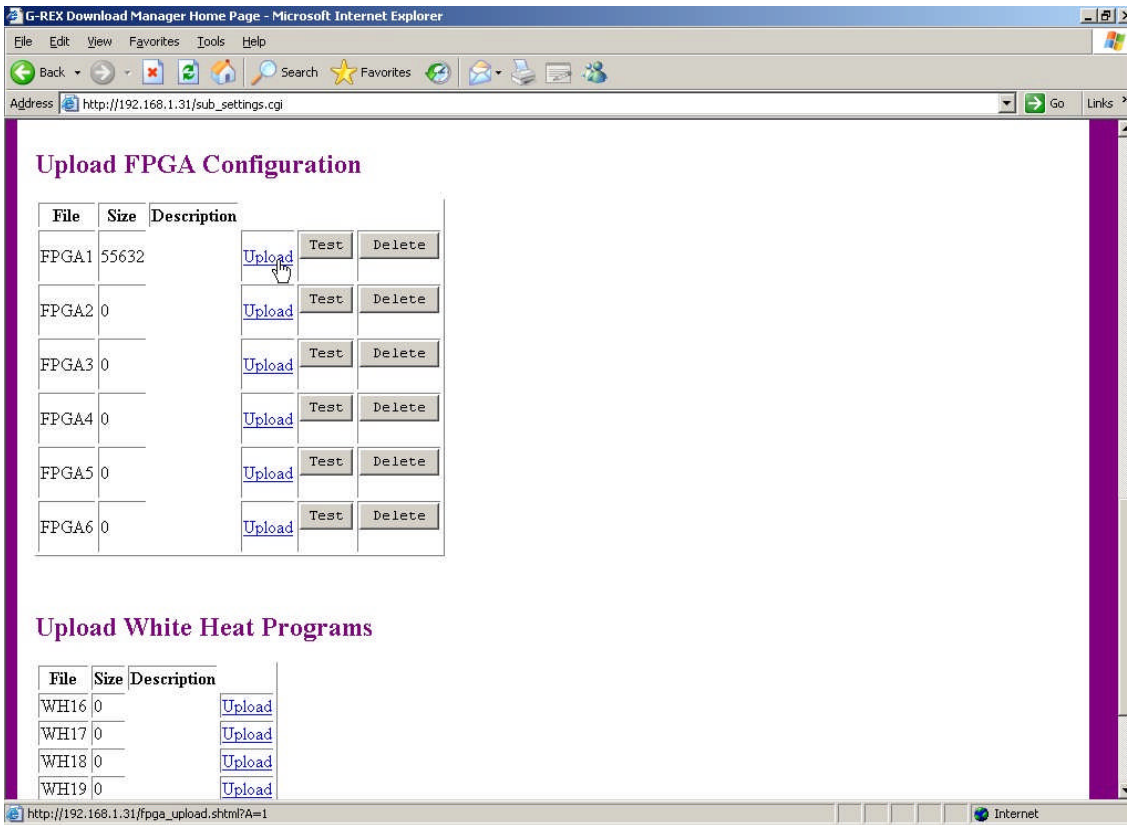 G-REX Download Manager Home Page - Microsoft Internet Explorer
File Edit View Favorites Tools Help
Back Search Favorites
Address http://192.168.1.31/sub_settings.cgi Go Links »
Upload FPGA Configuration
File Size Description
FPGA1 55632 Upload Test Delete
FPGA2 0 Upload Test Delete
FPGA3 0 Upload Test Delete
FPGA4 0 Upload Test Delete
FPGA5 0 Upload Test Delete
FPGA6 0 Upload Test Delete
Upload White Heat Programs
File Size Description
WH16 0 Upload
WH17 0 Upload
WH18 0 Upload
WH19 0 Upload
http://192.168.1.31/fpga_upload.shtml?A=1 Internet